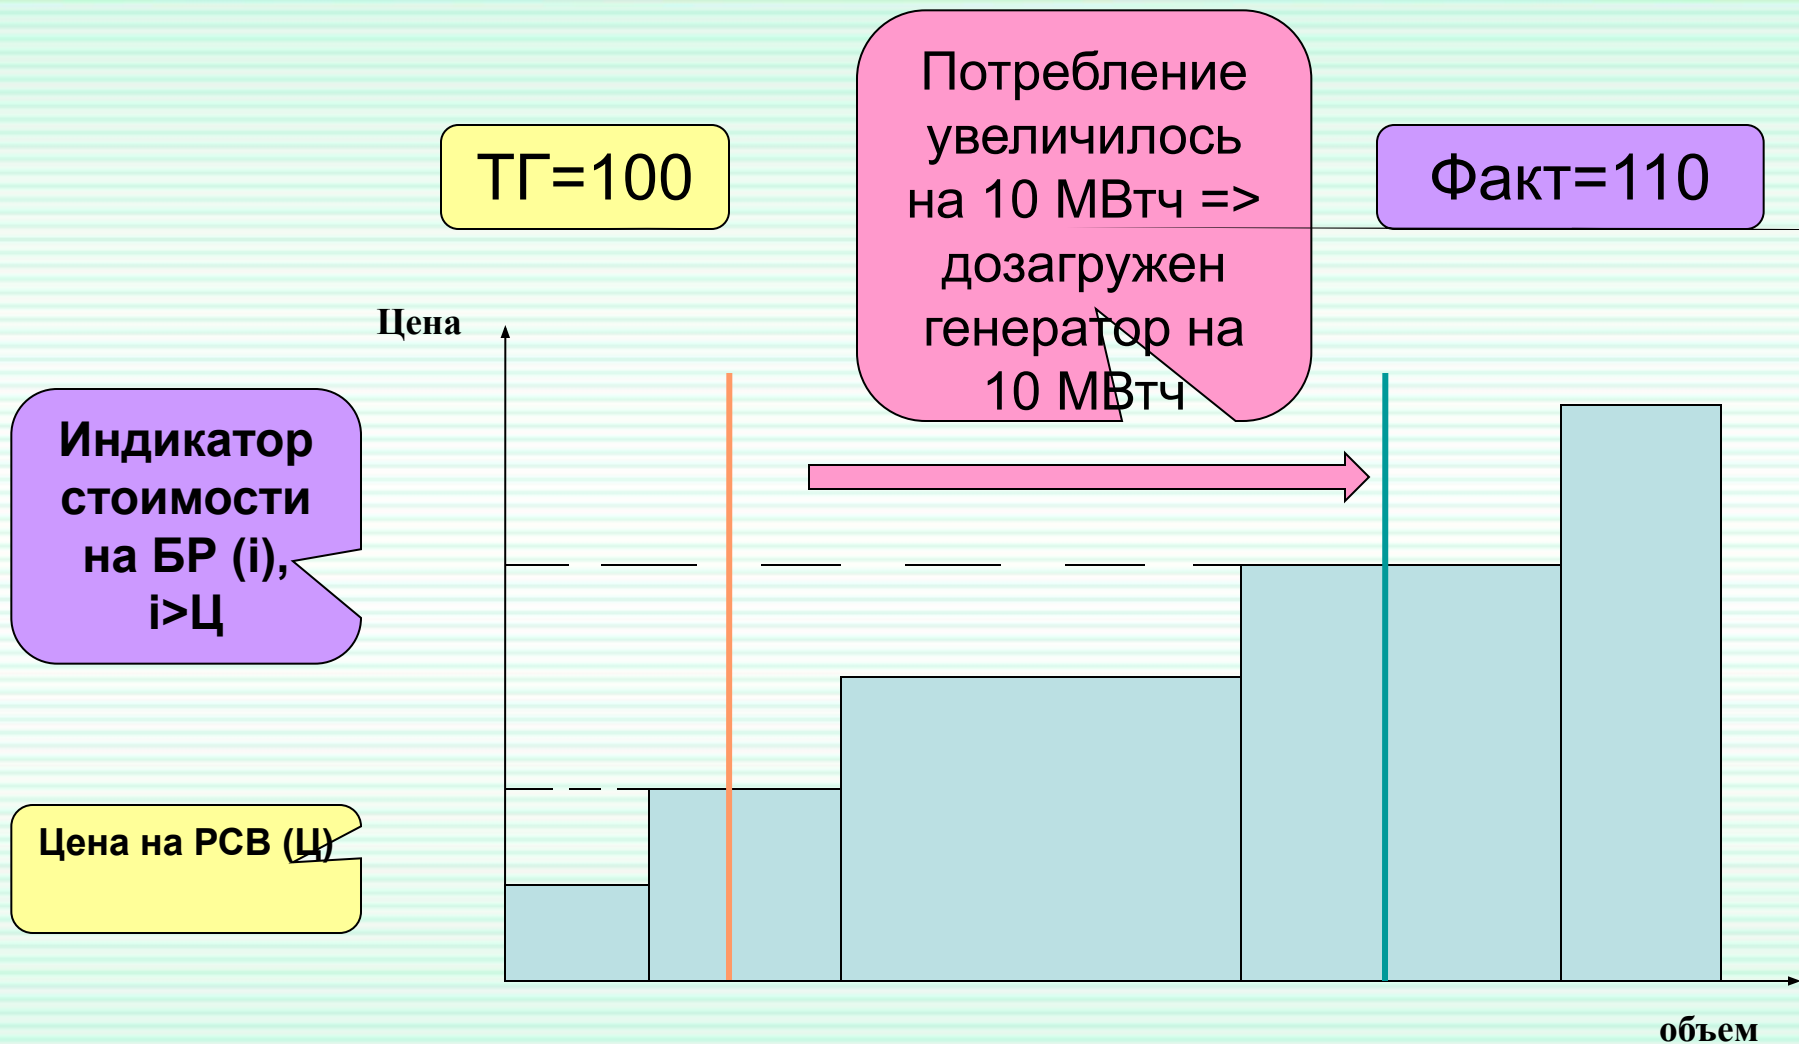 Потребление
увеличилось
на 10 МВтч =>
дозагружен
генератор на
10 МВтч
ТГ=100
Факт=110
Цена
Индикатор
стоимости
на БР (i),
i>Ц
Цена на РСВ (Ц)
объем